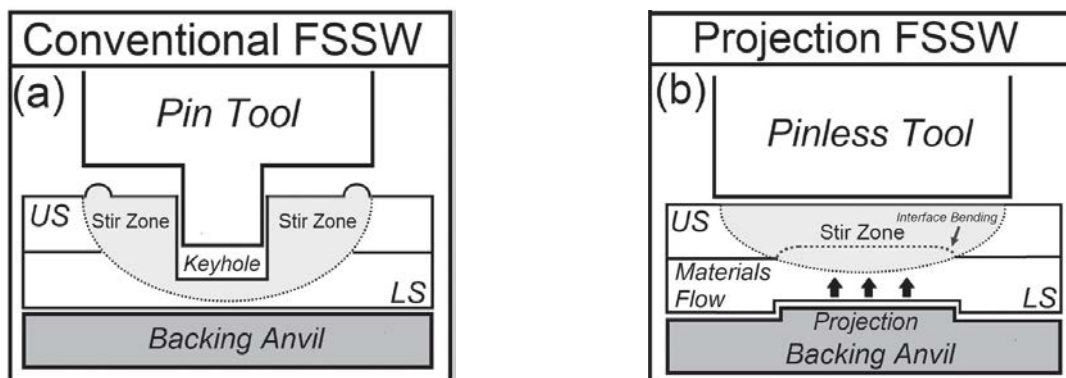 Conventional FSSW
(a)
Pin Tool
US
Stir Zone
Stir Zone
Keyhole
LS
Backing Anvil
Projection FSSW
(b)
Pinless Tool
US
Interface Bending
Stir Zone
Materials
Flow
LS
Projection
Backing Anvil